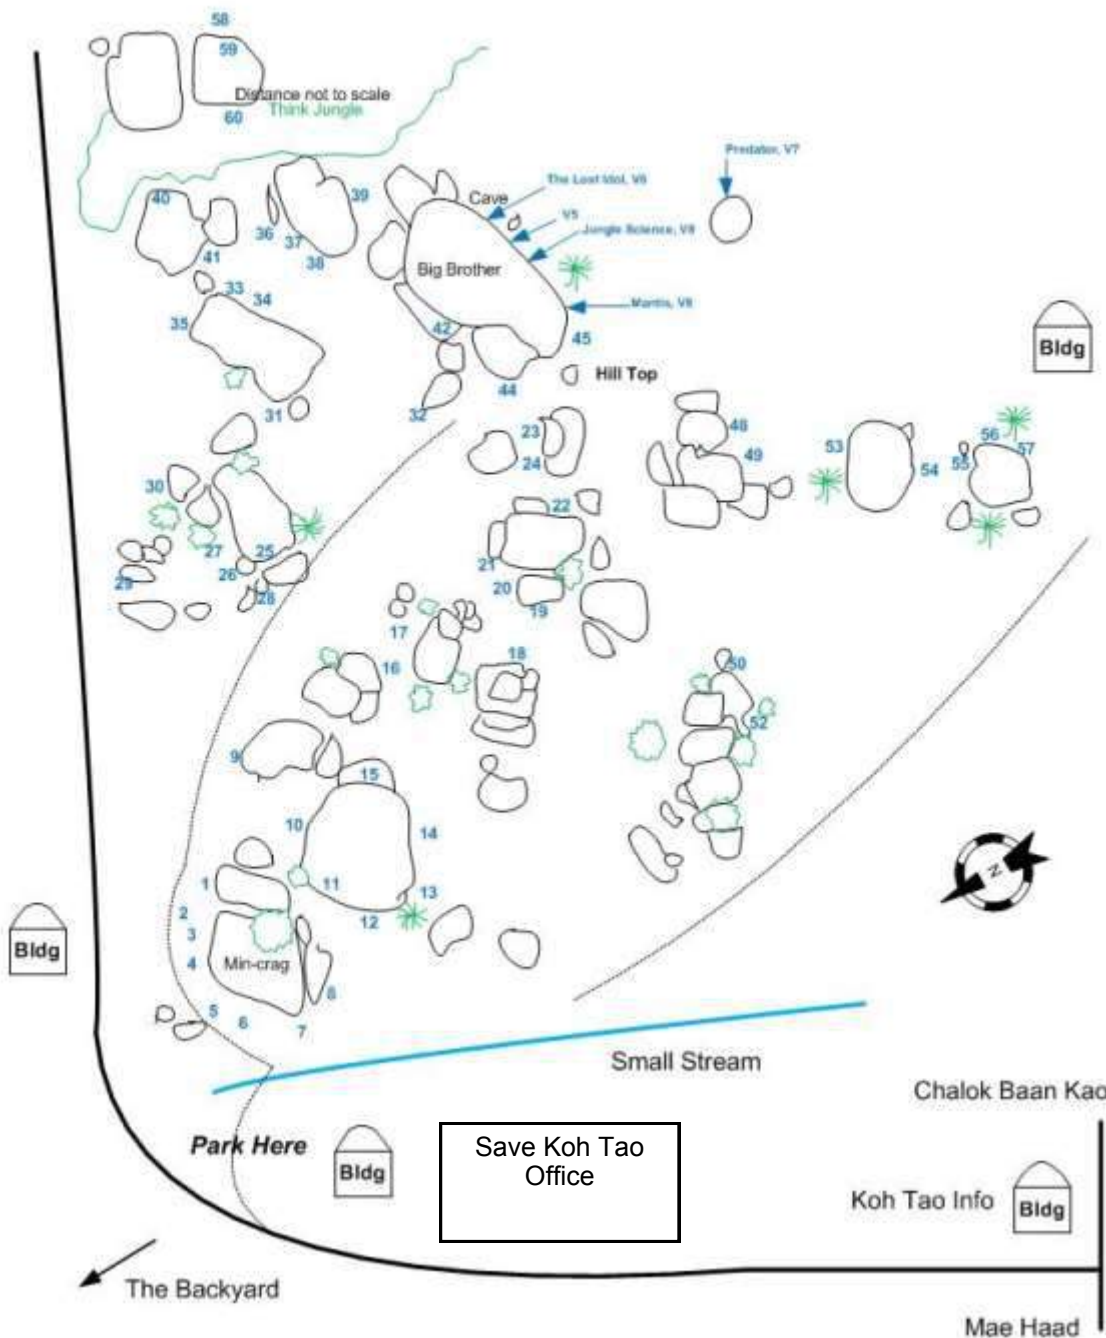 58
59
Distance not to scale
Think Jungle
60
Predator, V7
The Lost Idol, V6
Cave
V5
Jungle Science, V8
40
39
36
37
41
38
Big Brother
33
34
35
Mantis, V8
42
45
Bldg
44
Hill Top
31
32
23
24
48
49
53
54
56
57
55
30
22
27
25
26
28
29
21
20
19
17
16
18
50
52
9
15
10
14
11
13
12
1
2
3
4
Min-crag
8
5
6
7
N
Bldg
Small Stream
Chalok Baan Kao
Park Here
Bldg
Save Koh Tao
Office
Koh Tao Info
Bldg
The Backyard
Mae Haad